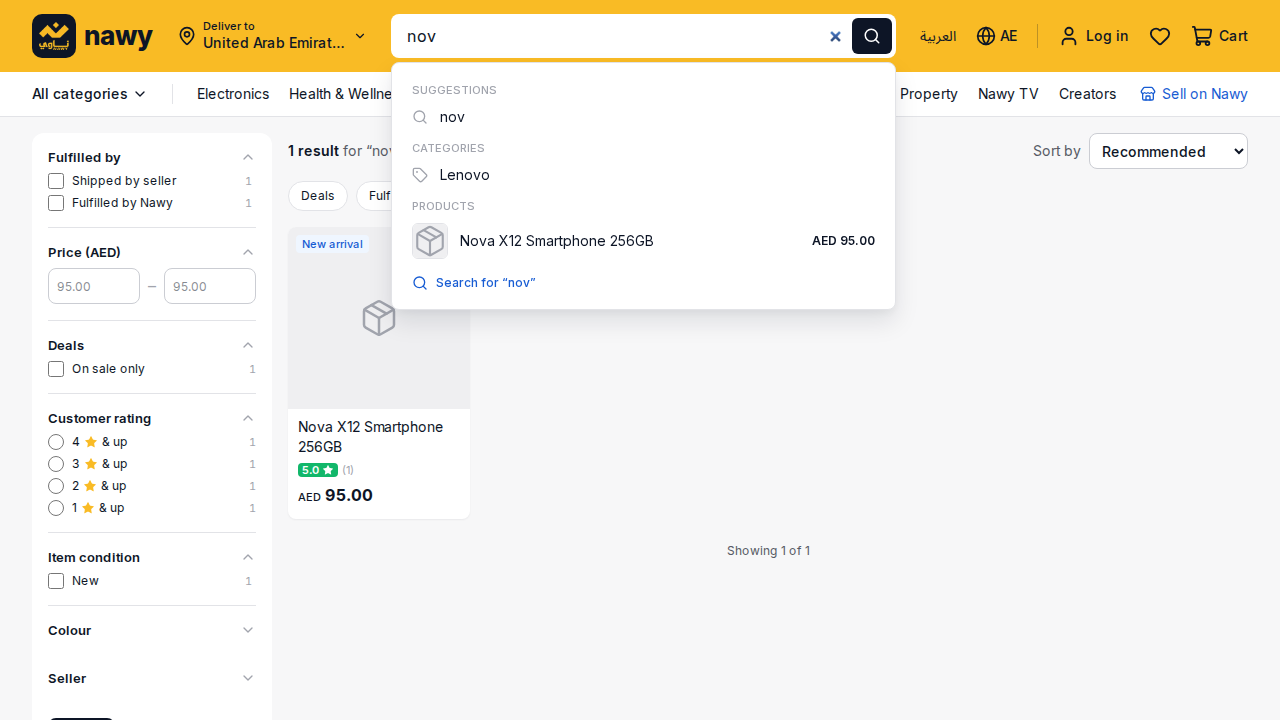 نـاوي
NAWY
nawy
Deliver to
United Arab Emirat...
nov
العربية
AE
Log in
Cart
All categories
Electronics
Health & Wellne
Property
Nawy TV
Creators
Sell on Nawy
SUGGESTIONS
nov
CATEGORIES
Lenovo
PRODUCTS
Nova X12 Smartphone 256GB
AED 95.00
Search for “nov”
Fulfilled by
Shipped by seller 1
Fulfilled by Nawy 1
Price (AED)
95.00 – 95.00
Deals
On sale only 1
Customer rating
4 & up 1
3 & up 1
2 & up 1
1 & up 1
Item condition
New 1
Colour
Seller
1 result for “nov
Sort by Recommended
Deals
Fulf
New arrival
Nova X12 Smartphone
256GB
5.0 (1)
AED 95.00
Showing 1 of 1